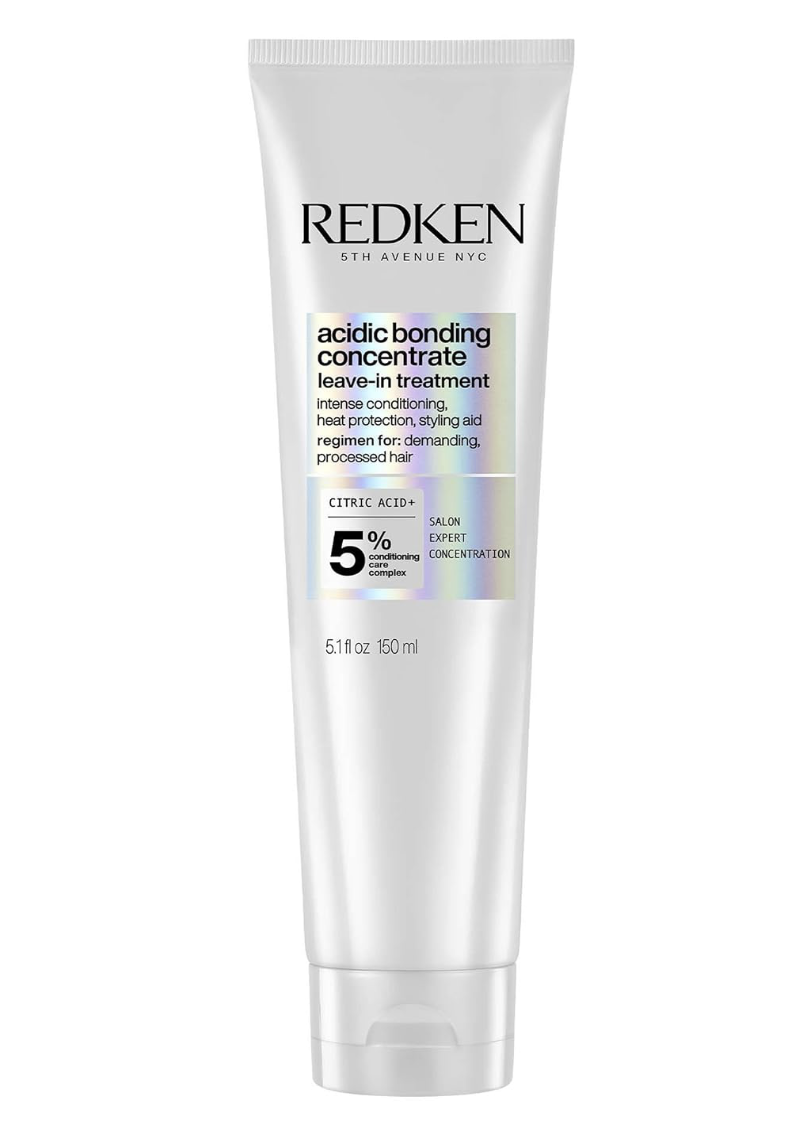 REDKEN
5TH AVENUE NYC
acidic bonding
concentrate
leave-in treatment
intense conditioning,
heat protection, styling aid
regimen for: demanding,
processed hair
CITRIC ACID+
5%
conditioning
care
complex
SALON
EXPERT
CONCENTRATION
5.1 fl oz 150 ml